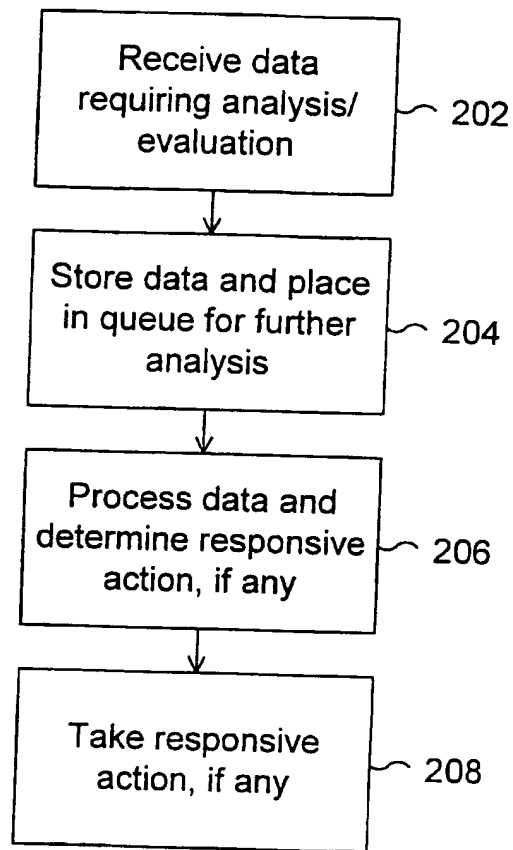 Receive data
requiring analysis/
evaluation
202
Store data and place
in queue for further
analysis
204
Process data and
determine responsive
action, if any
206
Take responsive
action, if any
208